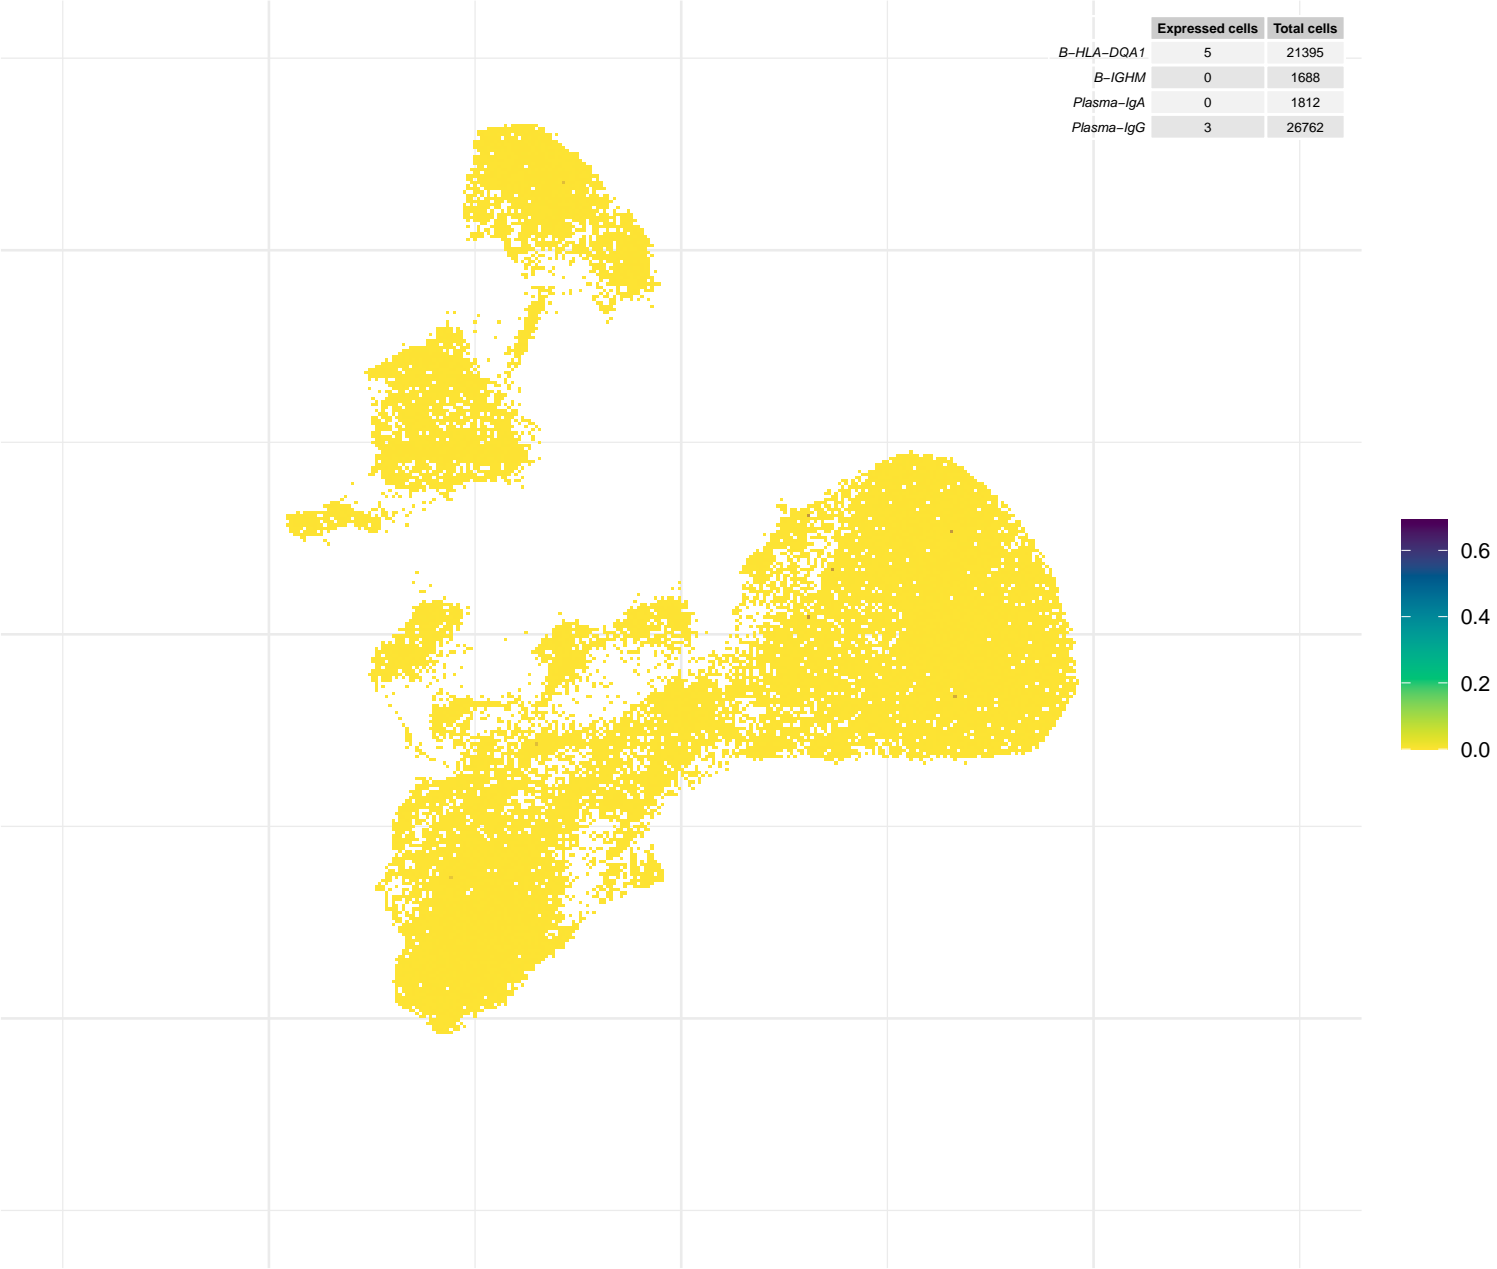 Expressed cells Total cells
B−HLA−DQA1 5 21395
B−IGHM 0 1688
Plasma−IgA 0 1812
Plasma−IgG 3 26762
0.6
0.4
0.2
0.0